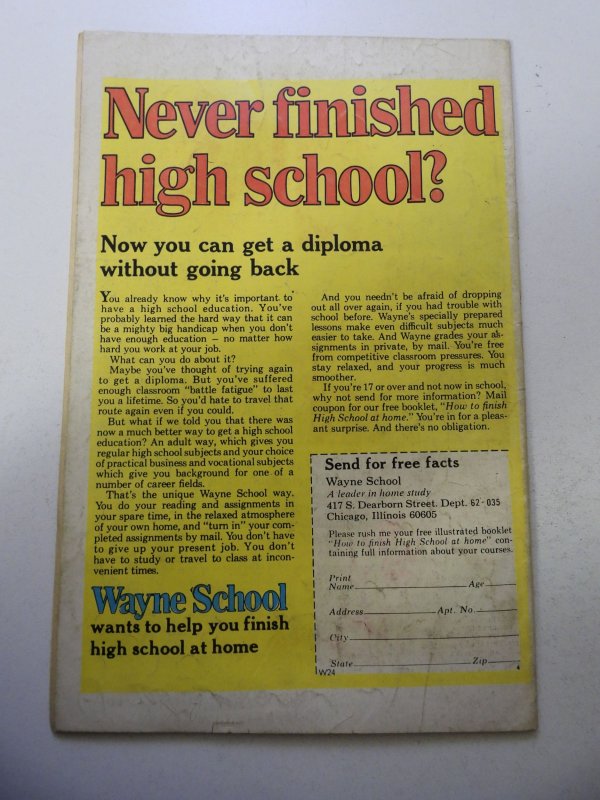 Never finished
high school?
Now you can get a diploma
without going back
You already know why it's important to
have a high school education. You've
probably learned the hard way that it can
be a mighty big handicap when you don't
have enough education – no matter how
hard you work at your job.
What can you do about it?
Maybe you've thought of trying again
to get a diploma. But you've suffered
enough classroom "battle fatigue" to last
you a lifetime. So you'd hate to travel that
route again even if you could.
But what if we told you that there was
now a much better way to get a high school
education? An adult way, which gives you
regular high school subjects and your choice
of practical business and vocational subjects
which give you background for one of a
number of career fields.
That's the unique Wayne School way.
You do your reading and assignments in
your spare time, in the relaxed atmosphere
of your own home, and "turn in" your com-
pleted assignments by mail. You don't have
to give up your present job. You don't
have to study or travel to class at incon-
venient times.
Wayne School
wants to help you finish
high school at home
And you needn't be afraid of dropping
out all over again, if you had trouble with
school before. Wayne's specially prepared
lessons make even difficult subjects much
easier to take. And Wayne grades your as-
signments in private, by mail. You're free
from competitive classroom pressures. You
stay relaxed, and your progress is much
smoother.
If you're 17 or over and not now in school,
why not send for more information? Mail
coupon for our free booklet, "How to finish
High School at home." You're in for a pleas-
ant surprise. And there's no obligation.
Send for free facts
Wayne School
A leader in home study
417 S. Dearborn Street. Dept. 62-035
Chicago, Illinois 60605
Please rush me your free illustrated booklet
"How to finish High School at home" con-
taining full information about your courses.
Print
Name Age
Address Apt. No.
City
State Zip
W24